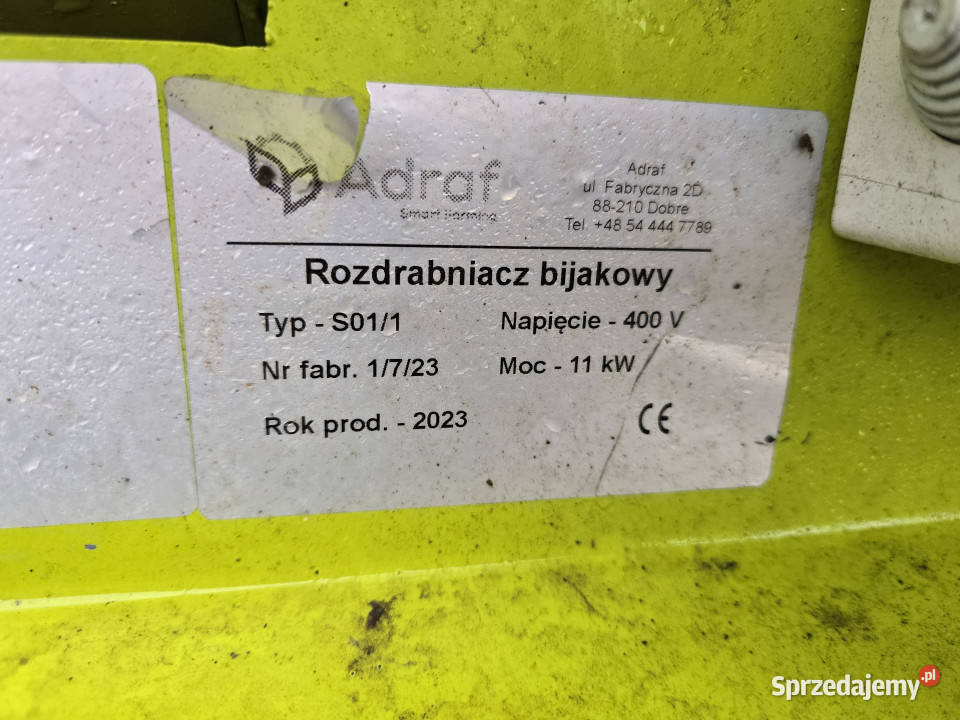 Adraf
Smart Farming
Adraf
ul. Fabryczna 2D
88-210 Dobre
Tel. +48 54 444 7789
Rozdrabniacz bijakowy
Typ - S01/1
Napięcie - 400 V
Nr fabr. 1/7/23
Moc - 11 kW
Rok prod. - 2023
CE
Sprzedajemy.pl